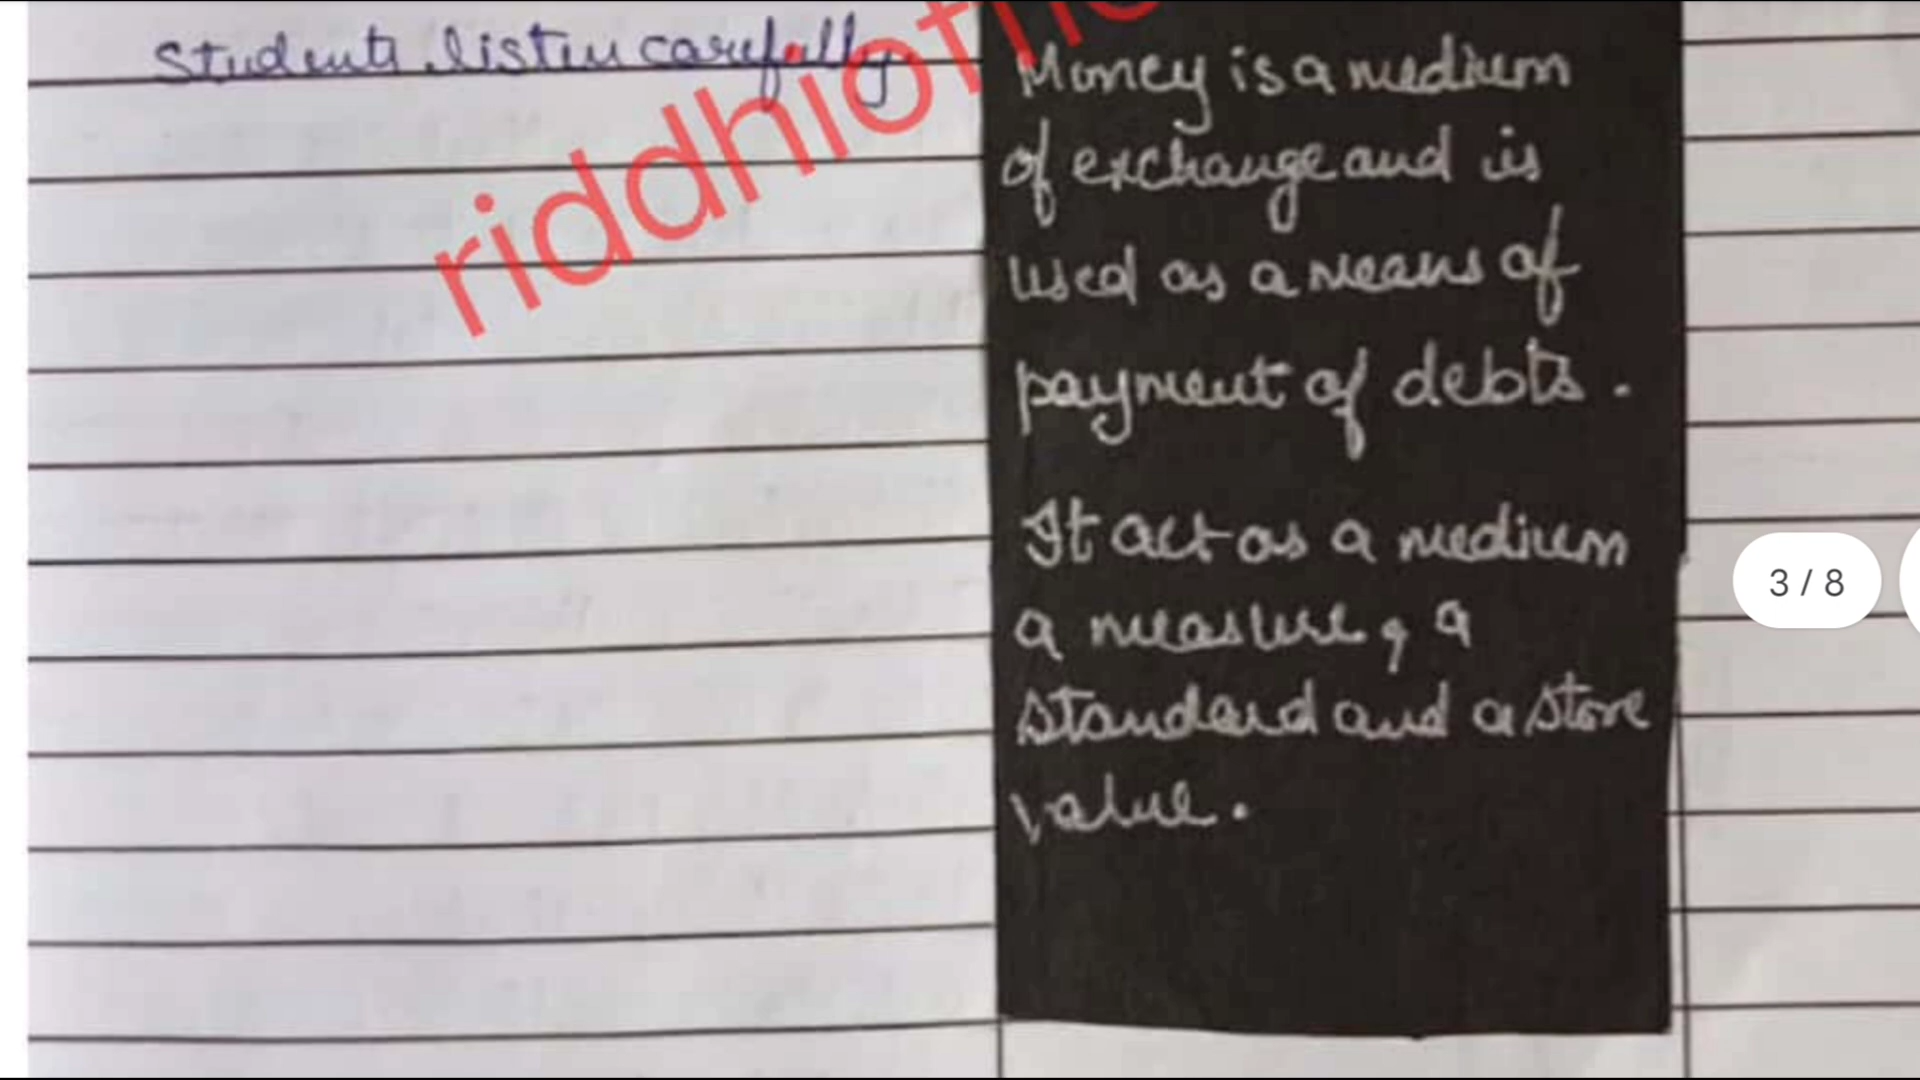 Students listen carefully
Money is a medium
of exchange and is
used as a means of
payment of debts.
It act as a medium
a measure, a
standard and a store
value.
3 / 8